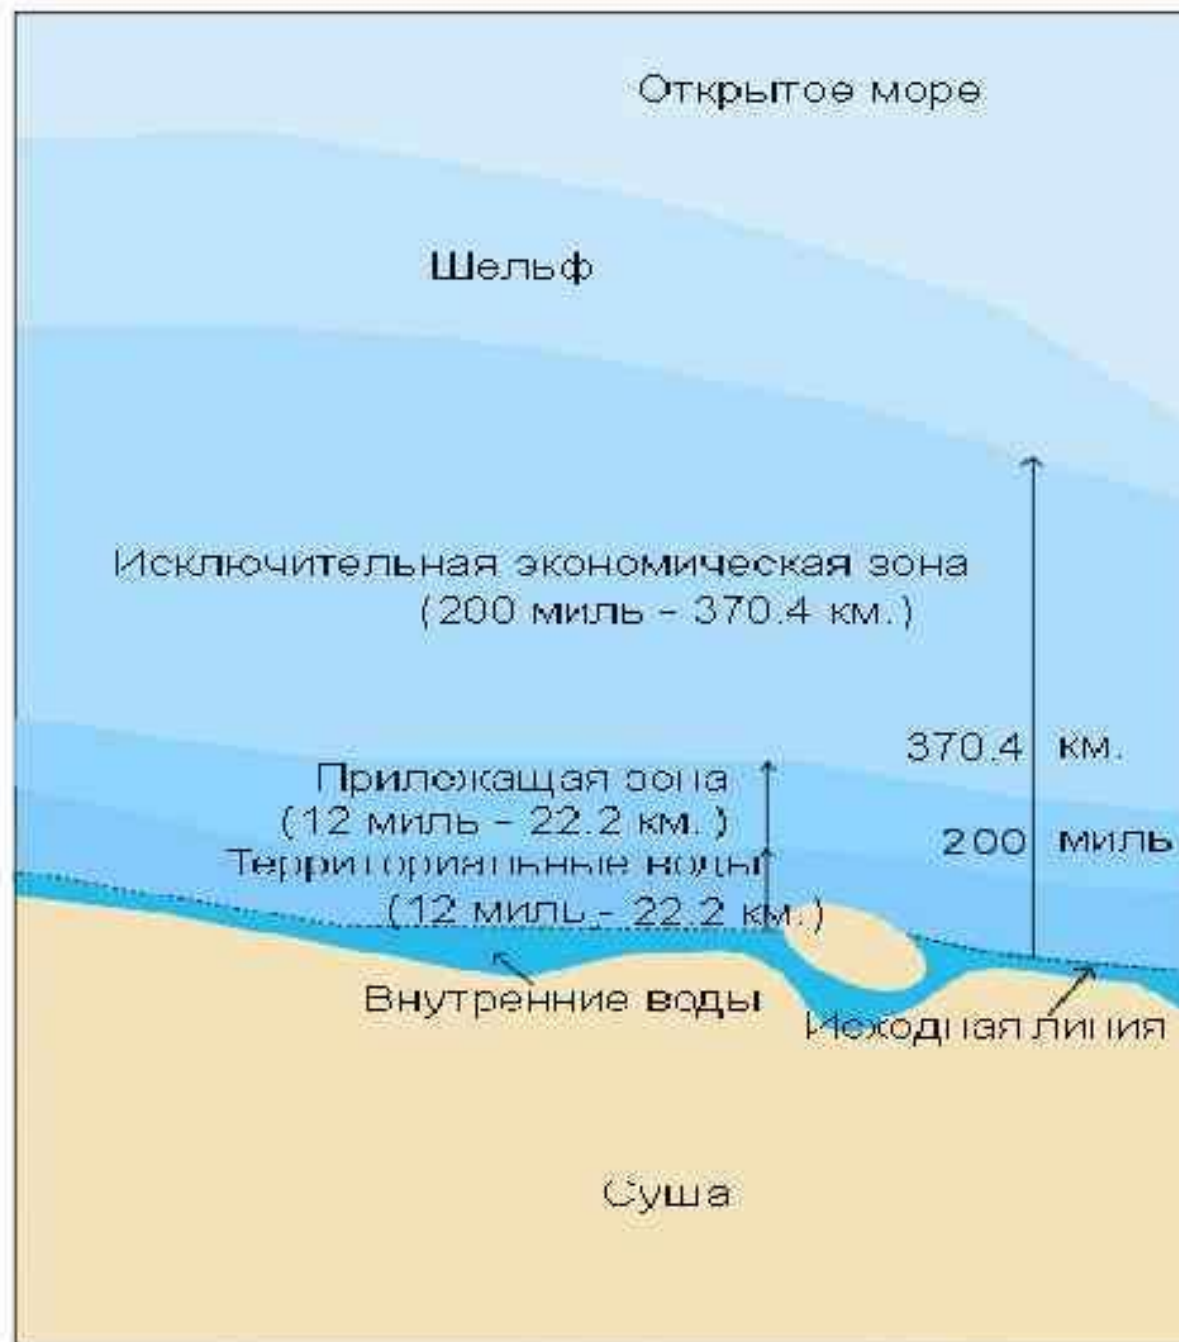 Открытое море
Шельф
Исключительная экономическая зона
(200 миль - 370.4 км.)
370.4 км.
Прилежащая зона
(12 миль - 22.2 км. )
200 миль
Территориальные воды
(12 миль - 22.2 км.)
Внутренние воды
Исходная линия
Суша